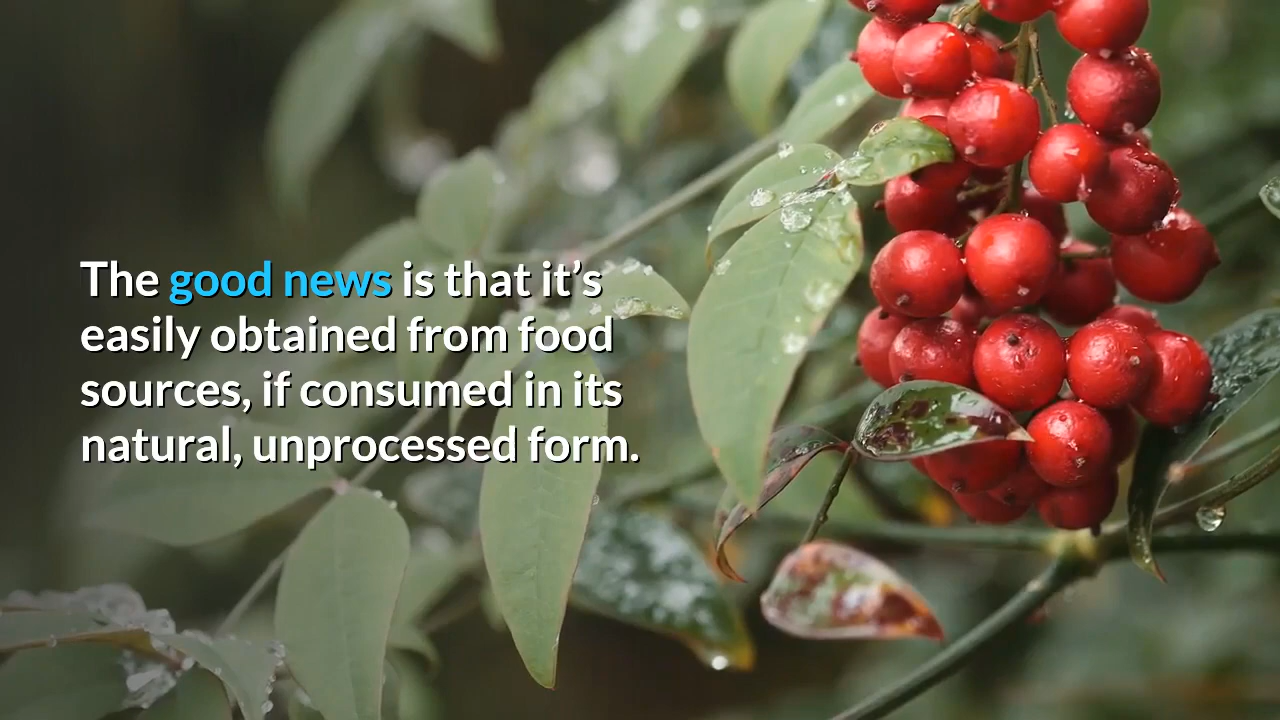 The good news is that it’s
easily obtained from food
sources, if consumed in its
natural, unprocessed form.